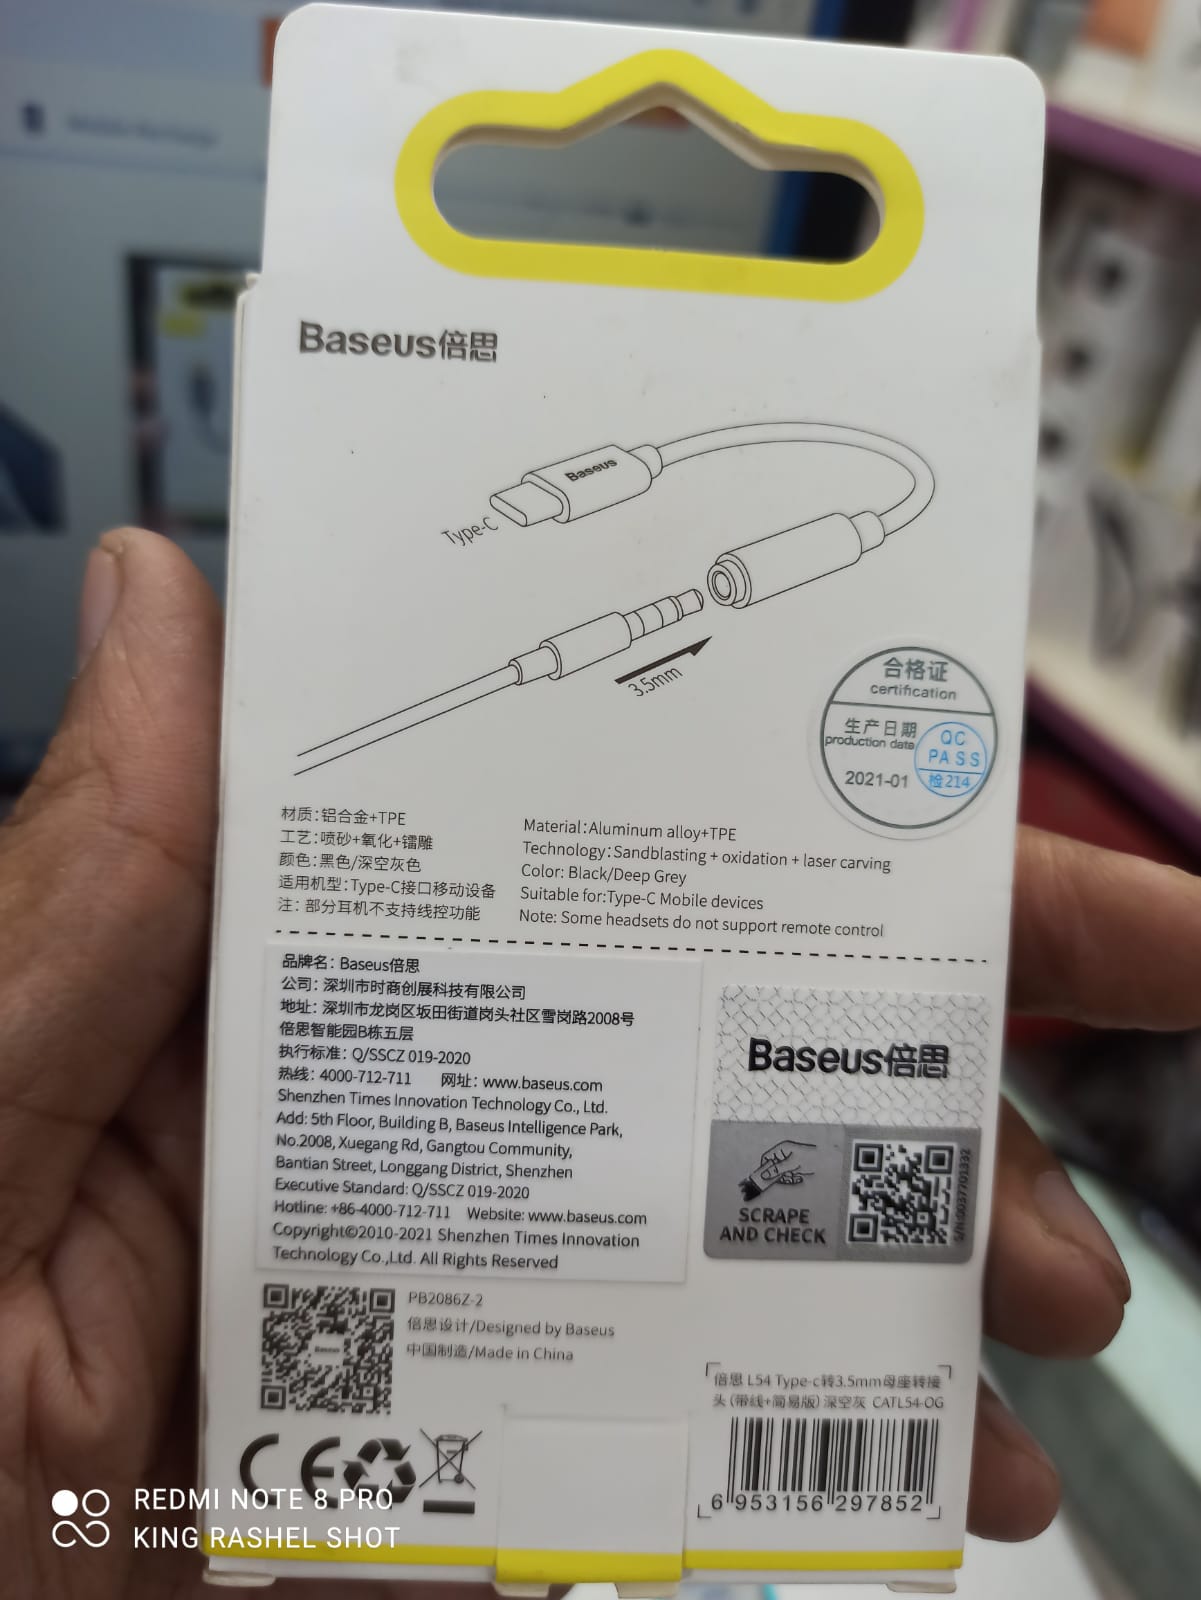 Baseus倍思
Baseus
Type-C
3.5mm
合格证
certification
生产日期
production date
2021-01
QC
PASS
检214
材质:铝合金+TPE
工艺:喷砂+氧化+镭雕
颜色:黑色/深空灰色
适用机型:Type-C接口移动设备
注: 部分耳机不支持线控功能
Material:Aluminum alloy+TPE
Technology:Sandblasting + oxidation + laser carving
Color: Black/Deep Grey
Suitable for:Type-C Mobile devices
Note: Some headsets do not support remote control
品牌名: Baseus倍思
公司: 深圳市时商创展科技有限公司
地址: 深圳市龙岗区坂田街道岗头社区雪岗路2008号
倍思智能园B栋五层
执行标准: Q/SSCZ 019-2020
热线: 4000-712-711 网址: www.baseus.com
Shenzhen Times Innovation Technology Co., Ltd.
Add: 5th Floor, Building B, Baseus Intelligence Park,
No.2008, Xuegang Rd, Gangtou Community,
Bantian Street, Longgang District, Shenzhen
Executive Standard: Q/SSCZ 019-2020
Hotline: +86-4000-712-711 Website: www.baseus.com
Copyright©2010-2021 Shenzhen Times Innovation
Technology Co.,Ltd. All Rights Reserved
Baseus倍思
SCRAPE
AND CHECK
S/N:0037701332
PB2086Z-2
倍思设计/Designed by Baseus
中国制造/Made in China
倍思 L54 Type-c转3.5mm母座转接
头 (带线+简易版) 深空灰 CATL54-0G
6 953156 297852
CE
REDMI NOTE 8 PRO
KING RASHEL SHOT